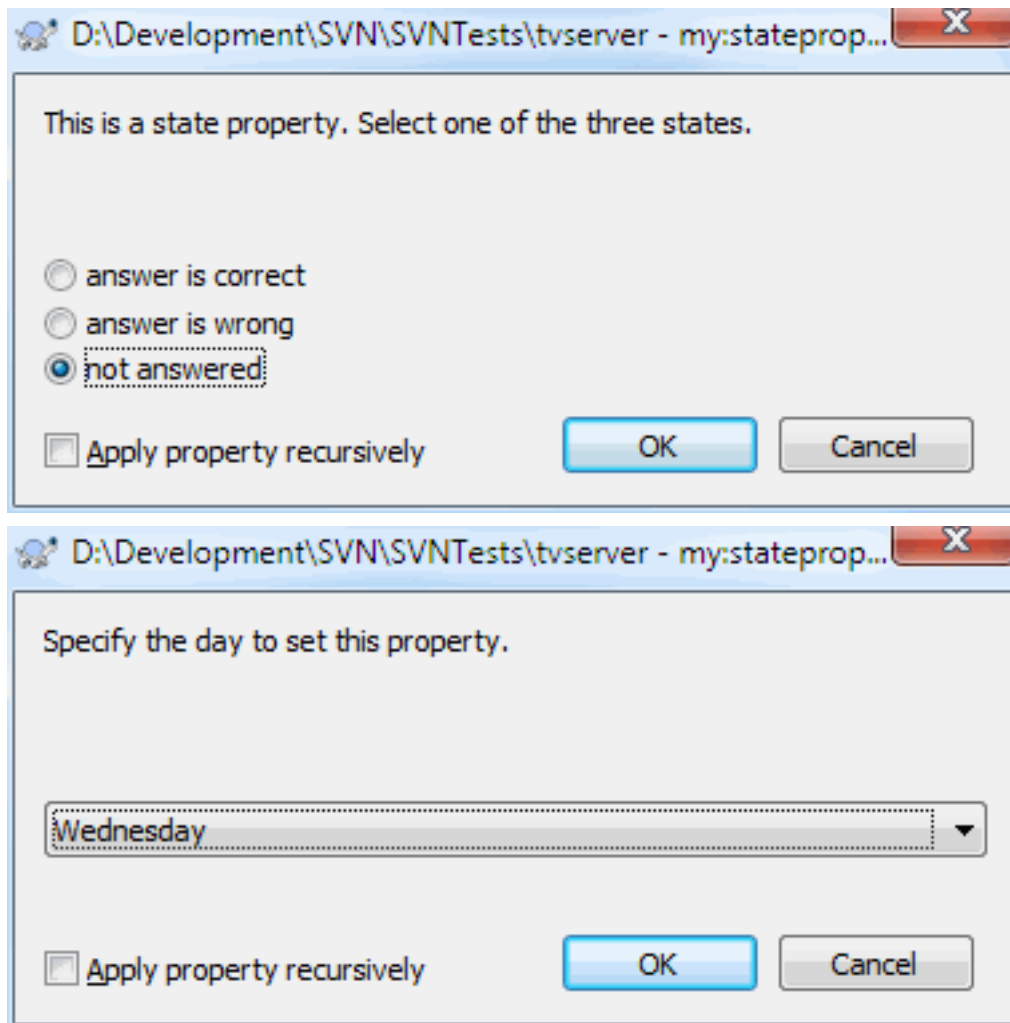 D:\Development\SVN\SVNTests\tvserver - my:stateprop...
This is a state property. Select one of the three states.
answer is correct
answer is wrong
not answered
Apply property recursively OK Cancel
D:\Development\SVN\SVNTests\tvserver - my:stateprop...
Specify the day to set this property.
Wednesday
Apply property recursively OK Cancel